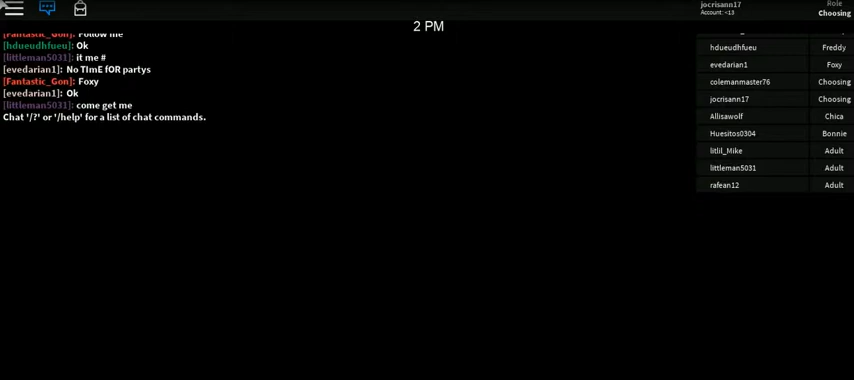 jocrisann17
Account: <13
Role
Choosing
2 PM
[Fantastic_Gon]: Follow me
[hdueudhfueu]: Ok
[littleman5031]: it me #
[evedarian1]: No TImE fOR partys
[Fantastic_Gon]: Foxy
[evedarian1]: Ok
[littleman5031]: come get me
Chat '/?' or '/help' for a list of chat commands.
hdueudhfueu Freddy
evedarian1 Foxy
colemanmaster76 Choosing
jocrisann17 Choosing
Allisawolf Chica
Huesitos0304 Bonnie
litlil_Mike Adult
littleman5031 Adult
rafean12 Adult